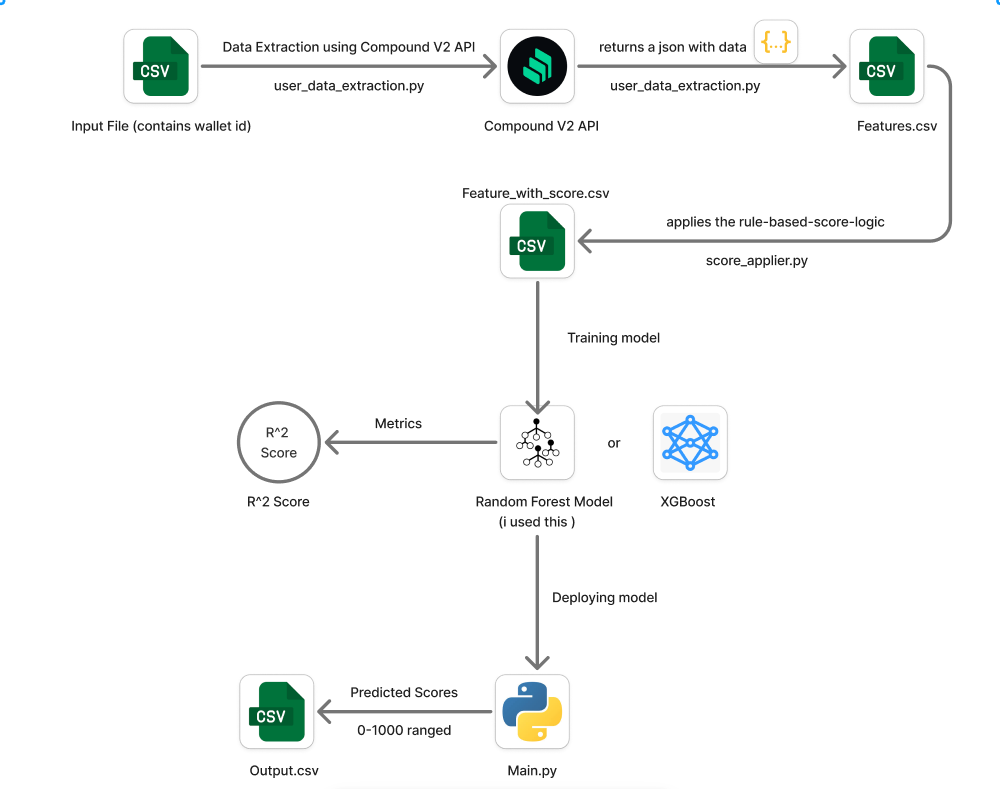 Data Extraction using Compound V2 API
returns a json with data
{...}
CSV
CSV
user_data_extraction.py
user_data_extraction.py
Input File (contains wallet id)
Compound V2 API
Features.csv
Feature_with_score.csv
applies the rule-based-score-logic
CSV
score_applier.py
Training model
Metrics
R^2
Score
or
R^2 Score
Random Forest Model
(i used this )
XGBoost
Deploying model
Predicted Scores
CSV
0-1000 ranged
Output.csv
Main.py